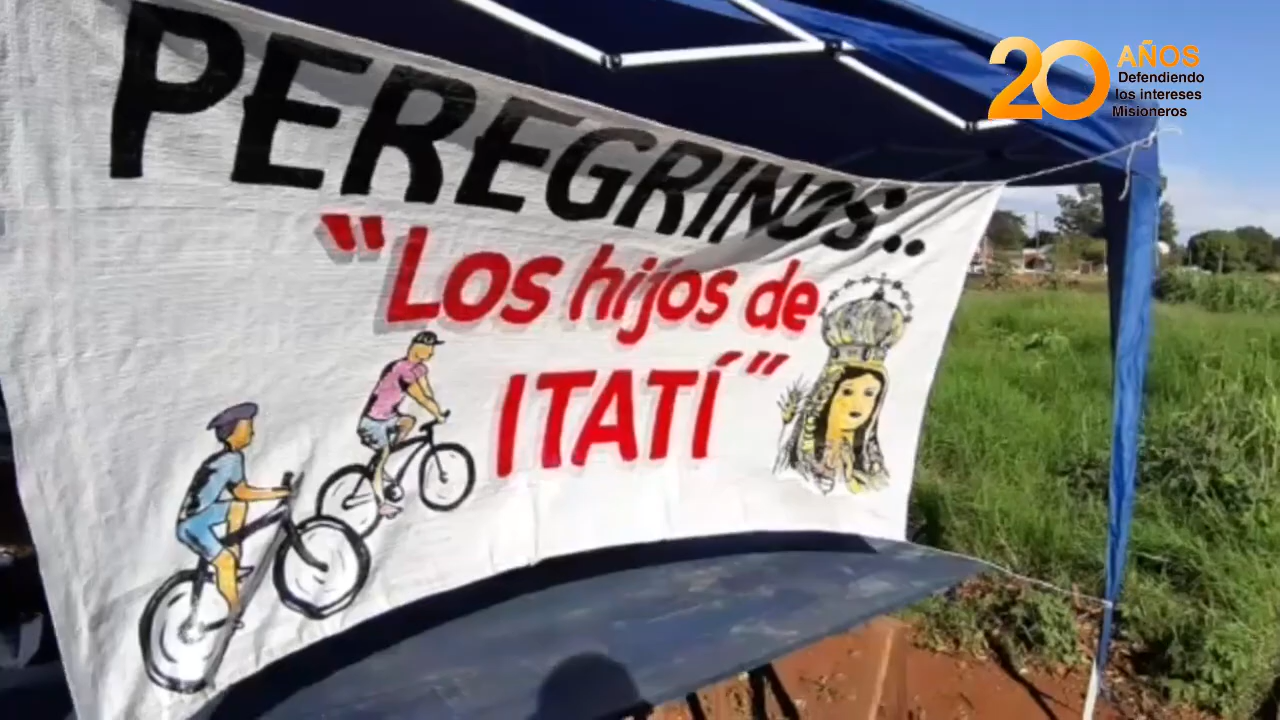 PEREGRINOS..
"Los hijos de
ITATÍ"
20 AÑOS
Defendiendo
los intereses
Misioneros